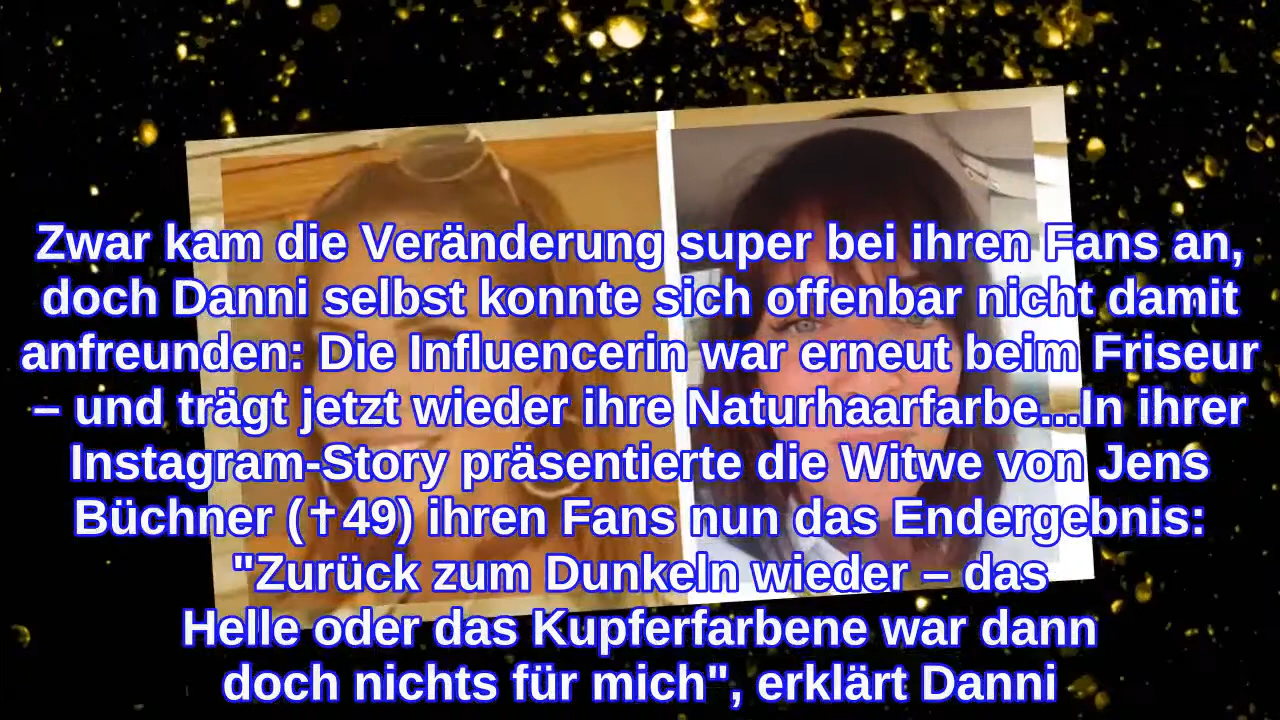 Zwar kam die Veränderung super bei ihren Fans an,
doch Danni selbst konnte sich offenbar nicht damit
anfreunden: Die Influencerin war erneut beim Friseur
– und trägt jetzt wieder ihre Naturhaarfarbe...In ihrer
Instagram-Story präsentierte die Witwe von Jens
Büchner (✝49) ihren Fans nun das Endergebnis:
"Zurück zum Dunkeln wieder – das
Helle oder das Kupferfarbene war dann
doch nichts für mich", erklärt Danni